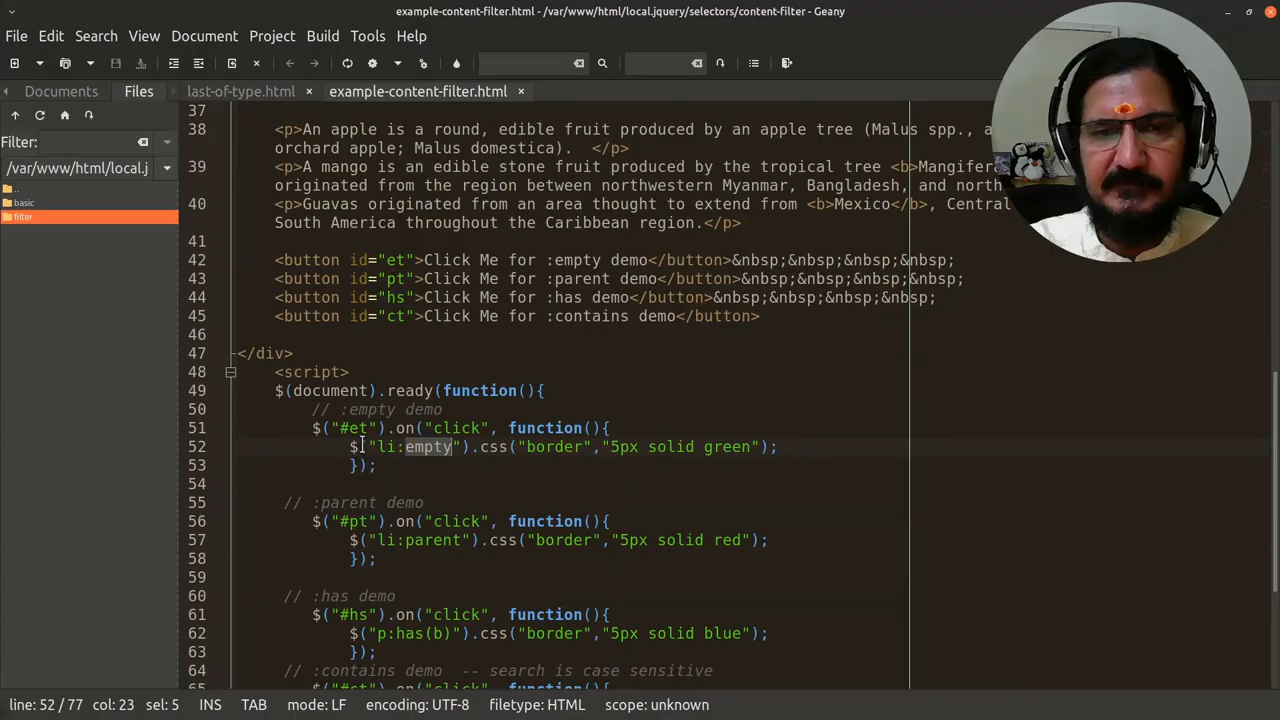 example-content-filter.html - /var/www/html/local.jquery/selectors/content-filter - Geany
File Edit Search View Document Project Build Tools Help
Documents Files last-of-type.html example-content-filter.html
Filter:
/var/www/html/local.j
..
basic
filter
37
38 <p>An apple is a round, edible fruit produced by an apple tree (Malus spp., a
orchard apple; Malus domestica).  </p>
39 <p>A mango is an edible stone fruit produced by the tropical tree <b>Mangifer
originated from the region between northwestern Myanmar, Bangladesh, and north
40 <p>Guavas originated from an area thought to extend from <b>Mexico</b>, Central
South America throughout the Caribbean region.</p>
41
42 <button id="et">Click Me for :empty demo</button>&nbsp;&nbsp;&nbsp;&nbsp;
43 <button id="pt">Click Me for :parent demo</button>&nbsp;&nbsp;&nbsp;&nbsp;
44 <button id="hs">Click Me for :has demo</button>&nbsp;&nbsp;&nbsp;&nbsp;
45 <button id="ct">Click Me for :contains demo</button>
46
47 </div>
48 <script>
49 $(document).ready(function(){
50 // :empty demo
51 $("#et").on("click", function(){
52 $("li:empty").css("border","5px solid green");
53 });
54
55 // :parent demo
56 $("#pt").on("click", function(){
57 $("li:parent").css("border","5px solid red");
58 });
59
60 // :has demo
61 $("#hs").on("click", function(){
62 $("p:has(b)").css("border","5px solid blue");
63 });
64 // :contains demo  -- search is case sensitive
65 $("#ct").on("click", function(){
line: 52 / 77 col: 23 sel: 5 INS TAB mode: LF encoding: UTF-8 filetype: HTML scope: unknown